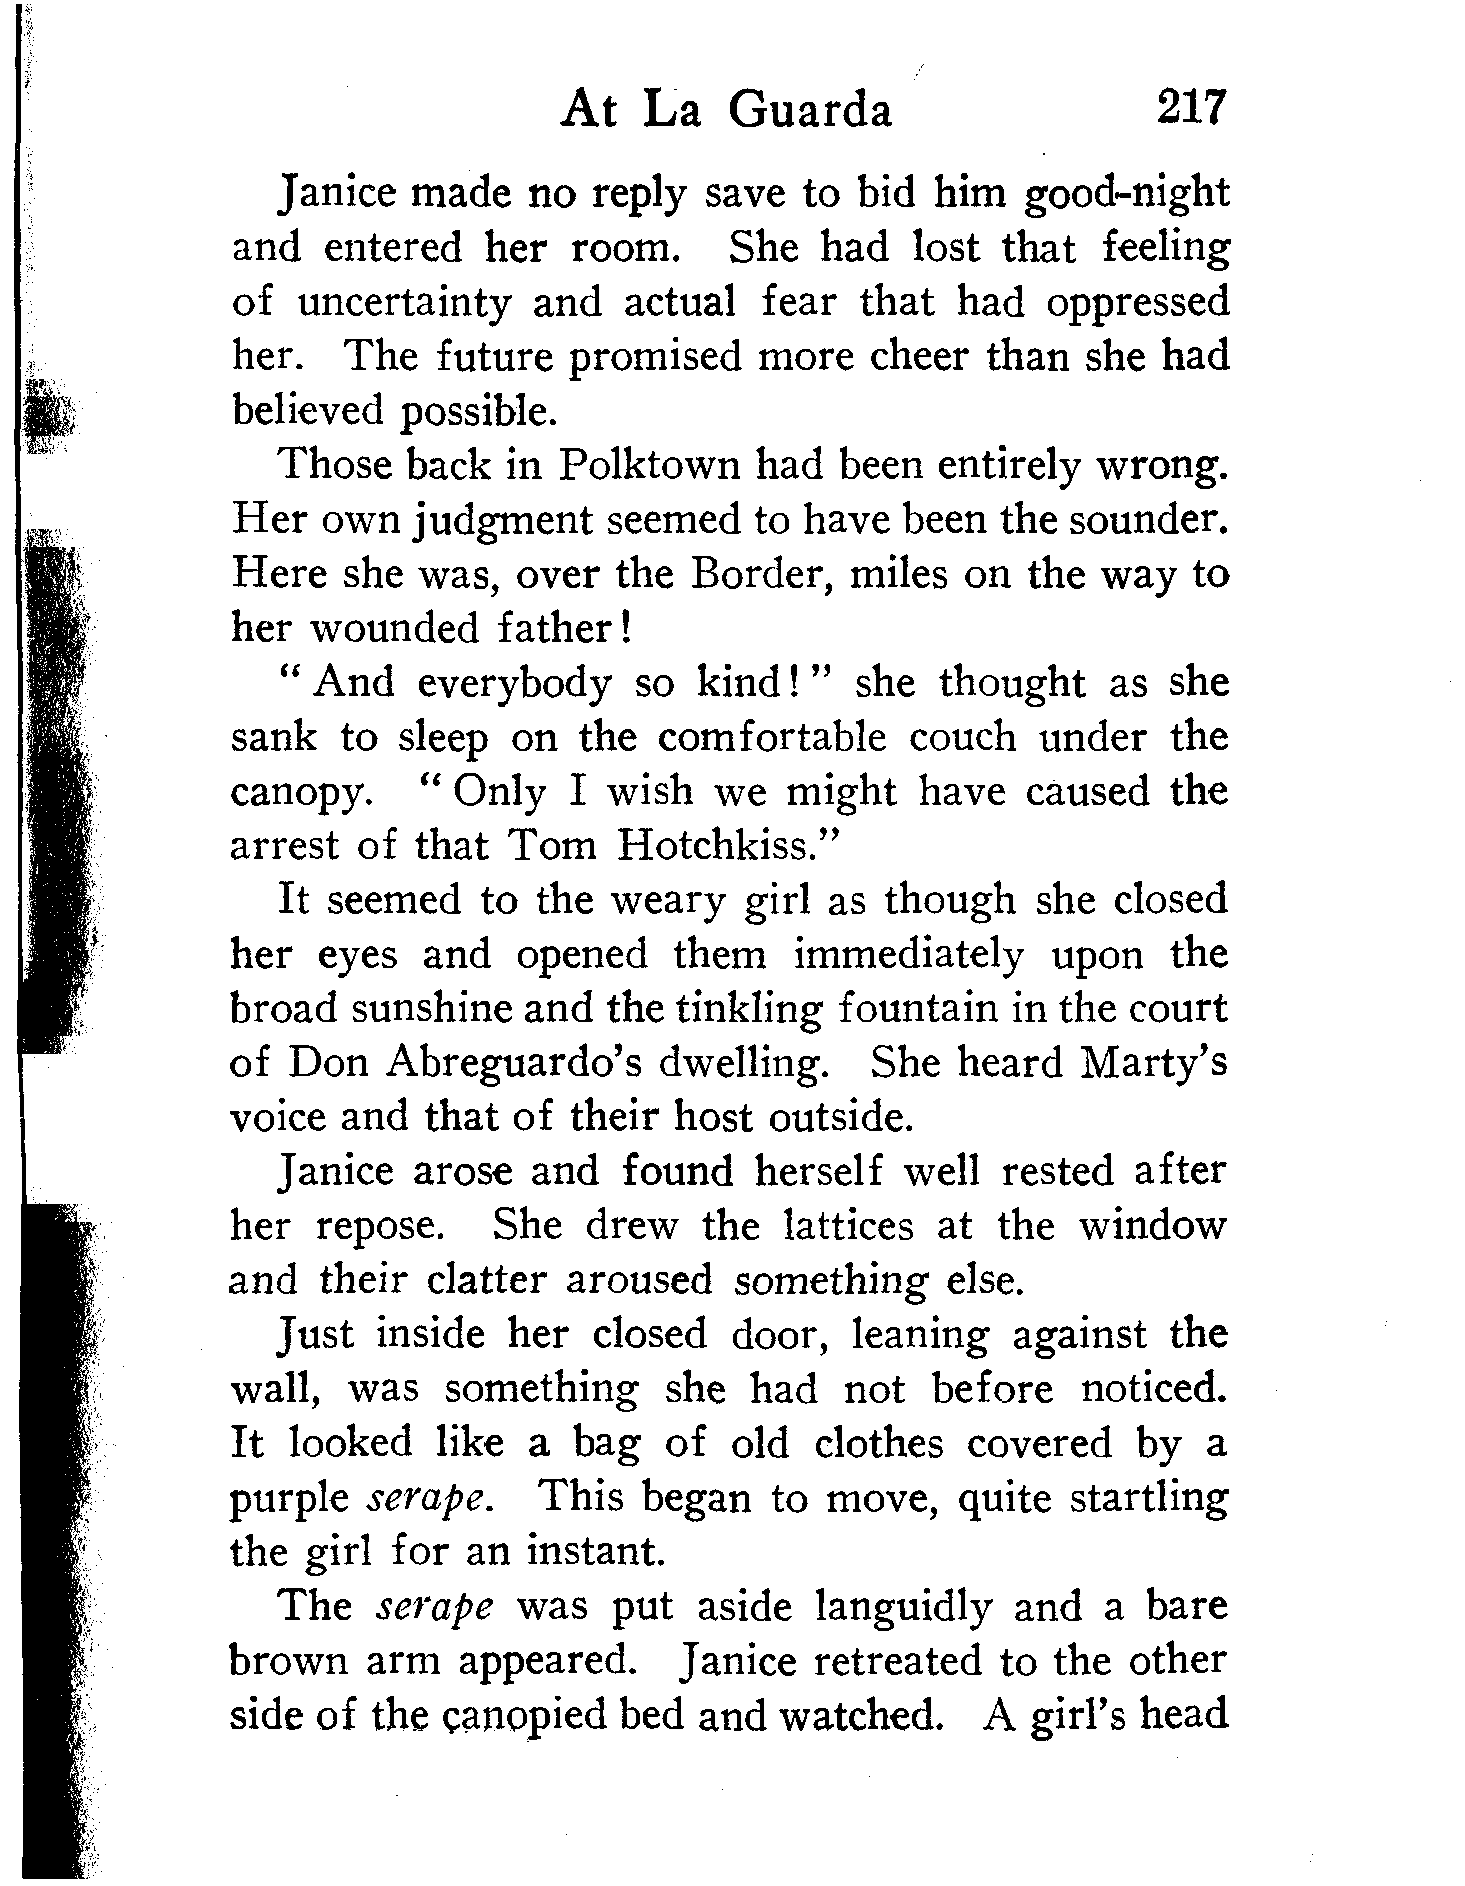 At La Guarda 217
Janice made no reply save to bid him good-night
and entered her room. She had lost that feeling
of uncertainty and actual fear that had oppressed
her. The future promised more cheer than she had
believed possible.
Those back in Polktown had been entirely wrong.
Her own judgment seemed to have been the sounder.
Here she was, over the Border, miles on the way to
her wounded father!
“And everybody so kind!” she thought as she
sank to sleep on the comfortable couch under the
canopy. “Only I wish we might have caused the
arrest of that Tom Hotchkiss.”
It seemed to the weary girl as though she closed
her eyes and opened them immediately upon the
broad sunshine and the tinkling fountain in the court
of Don Abreguardo’s dwelling. She heard Marty’s
voice and that of their host outside.
Janice arose and found herself well rested after
her repose. She drew the lattices at the window
and their clatter aroused something else.
Just inside her closed door, leaning against the
wall, was something she had not before noticed.
It looked like a bag of old clothes covered by a
purple serape. This began to move, quite startling
the girl for an instant.
The serape was put aside languidly and a bare
brown arm appeared. Janice retreated to the other
side of the canopied bed and watched. A girl’s head